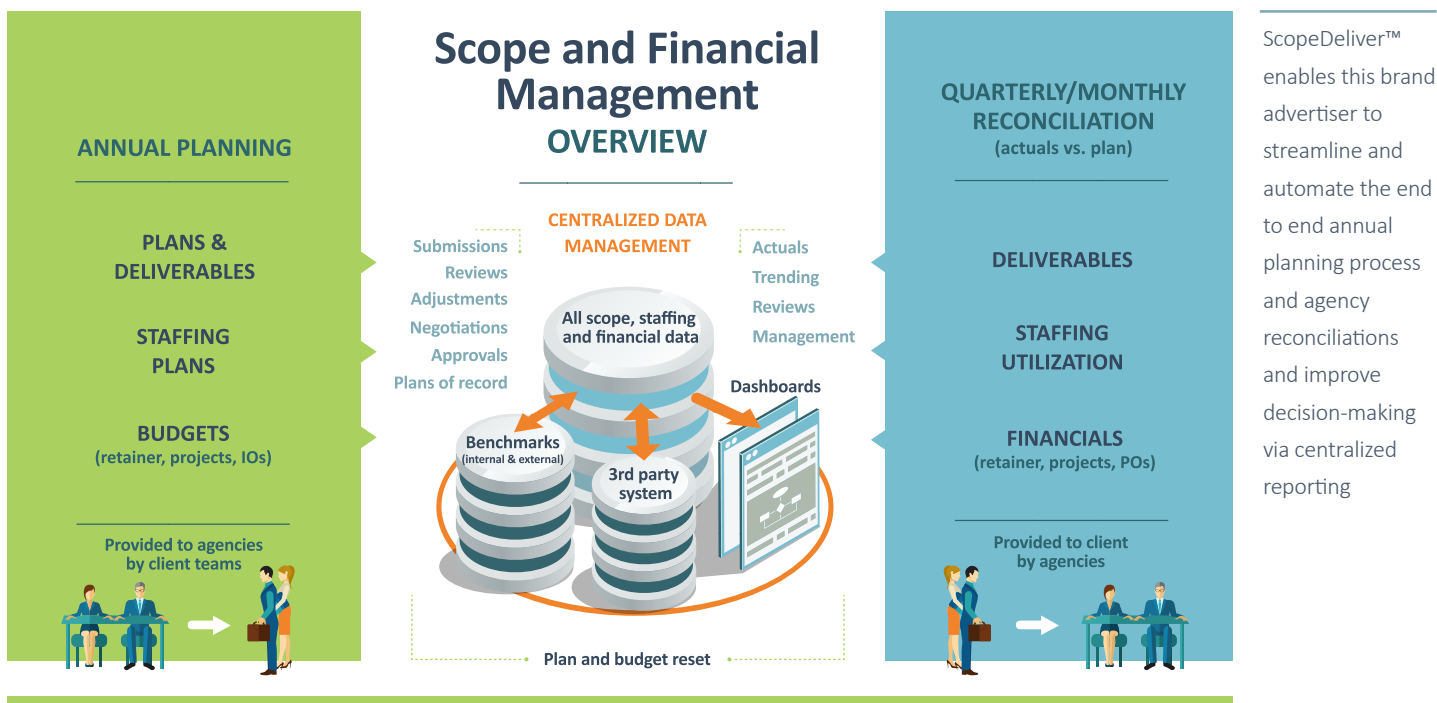 Scope and Financial
Management
OVERVIEW
ANNUAL PLANNING
PLANS &
DELIVERABLES
STAFFING
PLANS
BUDGETS
(retainer, projects, IOs)
Provided to agencies
by client teams
CENTRALIZED DATA
MANAGEMENT
Submissions
Reviews
Adjustments
Negotiations
Approvals
Plans of record
Actuals
Trending
Reviews
Management
All scope, staffing
and financial data
Dashboards
Benchmarks
(internal & external)
3rd party
system
Plan and budget reset
QUARTERLY/MONTHLY
RECONCILIATION
(actuals vs. plan)
DELIVERABLES
STAFFING
UTILIZATION
FINANCIALS
(retainer, projects, POs)
Provided to client
by agencies
ScopeDeliver™
enables this brand
advertiser to
streamline and
automate the end
to end annual
planning process
and agency
reconciliations
and improve
decision-making
via centralized
reporting